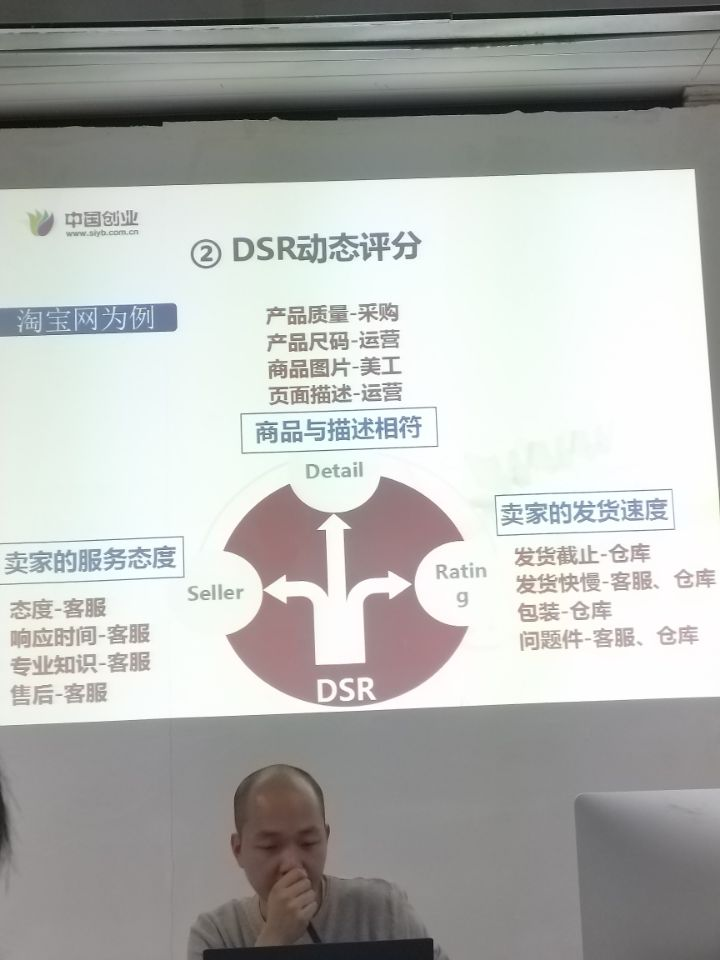 中国创业
www.siyb.com.cn
② DSR动态评分
淘宝网为例
产品质量-采购
产品尺码-运营
商品图片-美工
页面描述-运营
商品与描述相符
Detail
卖家的服务态度
Seller
态度-客服
响应时间-客服
专业知识-客服
售后-客服
卖家的发货速度
Ratin
g
发货截止-仓库
发货快慢-客服、仓库
包装-仓库
问题件-客服、仓库
DSR